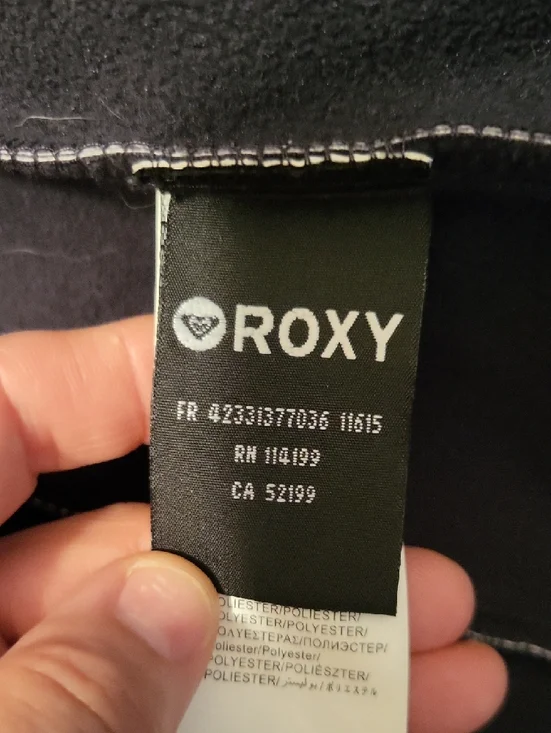 ROXY
FR 42331377036 11615
RN 114199
CA 52199
POLIESTER/POLIESTER/
POLYESTER/POLYESTER/
ΠΟΛΥΕΣΤΕΡΑΣ/ПОЛИЭСТЕР/
Poliester/Polyester/
POLYESTER/POLIÉSZTER/
POLIESTER/ بوليستر / ポリエステル